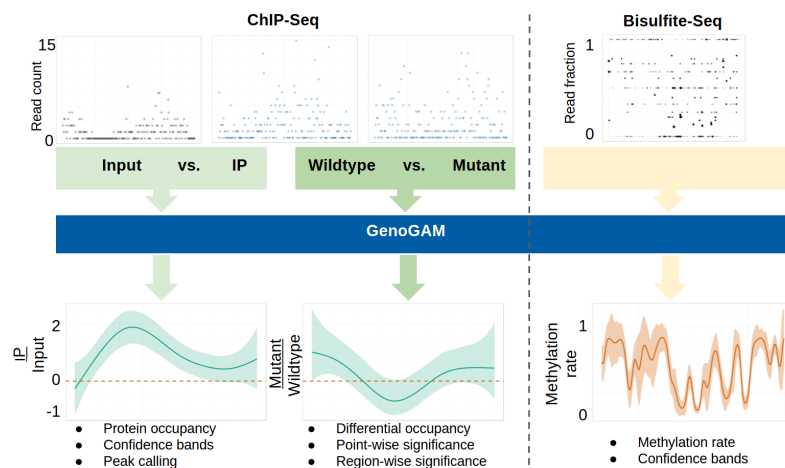 ChIP-Seq
Bisulfite-Seq
Read count
15
0
Read fraction
1
0
Input vs. IP
Wildtype vs. Mutant
GenoGAM
IP
Input
2
0
-1
Mutant
Wildtype
Methylation
rate
1
0
● Protein occupancy
● Confidence bands
● Peak calling
● Differential occupancy
● Point-wise significance
● Region-wise significance
● Methylation rate
● Confidence bands